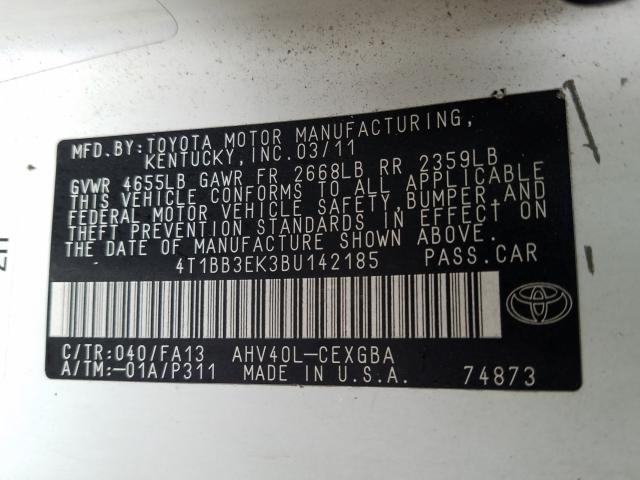 MFD. BY: TOYOTA MOTOR MANUFACTURING,
KENTUCKY, INC. 03/11
GVWR 4655LB GAWR FR 2668LB RR 2359LB
THIS VEHICLE CONFORMS TO ALL APPLICABLE
FEDERAL MOTOR VEHICLE SAFETY, BUMPER, AND
THEFT PREVENTION STANDARDS IN EFFECT ON
THE DATE OF MANUFACTURE SHOWN ABOVE.
4T1BB3EK3BU142185 PASS. CAR
C/TR: 040/FA13 AHV40L-CEXGBA
A/TM: -01A/P311 MADE IN U.S.A. 74873